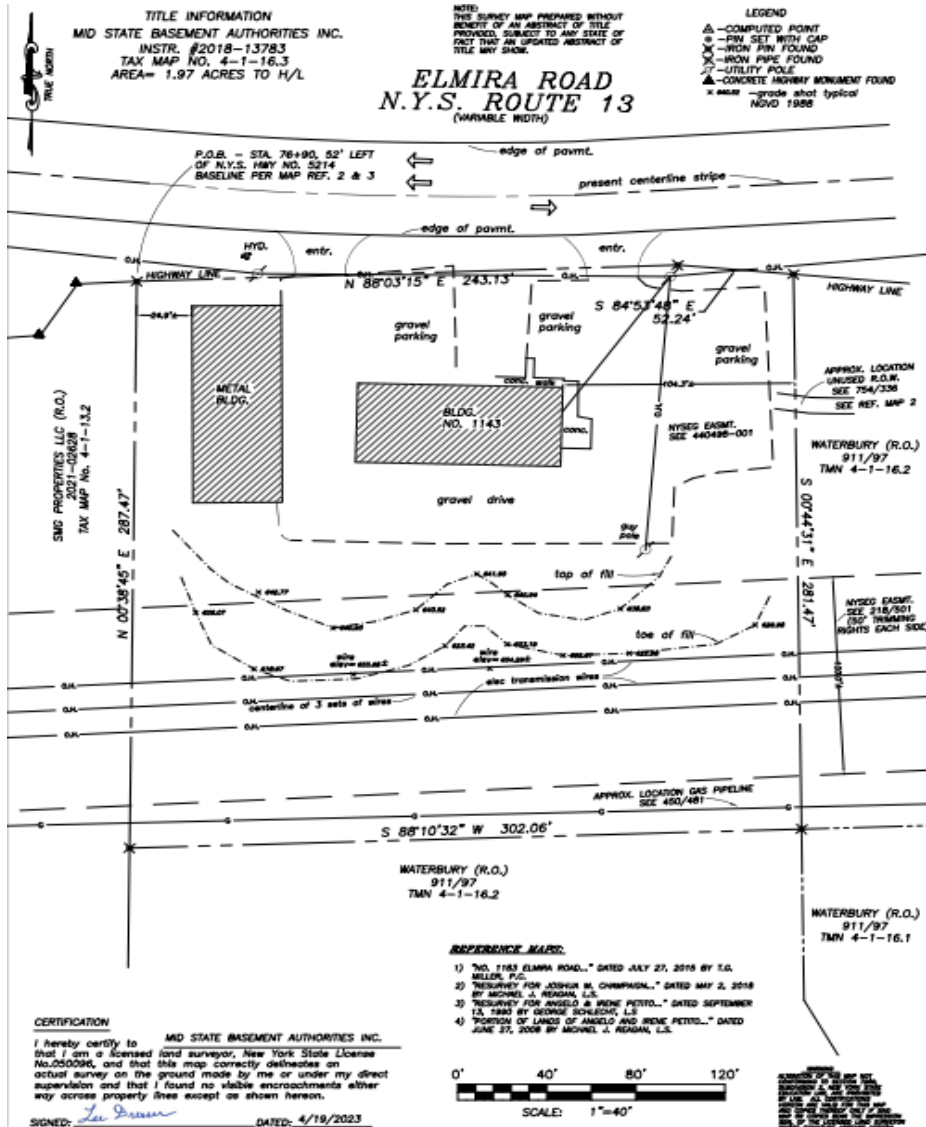 TITLE INFORMATION
MID STATE BASEMENT AUTHORITIES INC.
INSTR. #2018-13783
TAX MAP NO. 4-1-16.3
AREA= 1.97 ACRES TO H/L
TRUE NORTH
NOTE:
THIS SURVEY MAP PREPARED WITHOUT
BENEFIT OF AN ABSTRACT OF TITLE
PROVIDED, SUBJECT TO ANY STATE OF
FACT THAT AN UPDATED ABSTRACT OF
TITLE MAY SHOW.
LEGEND
-COMPUTED POINT
-PIN SET WITH CAP
-IRON PIN FOUND
-IRON PIPE FOUND
-UTILITY POLE
-CONCRETE HIGHWAY MONUMENT FOUND
-grade shot typical
NGVD 1988
ELMIRA ROAD
N.Y.S. ROUTE 13
(VARIABLE WIDTH)
P.O.B. - STA. 76+90, 52' LEFT
OF N.Y.S. HWY NO. 5214
BASELINE PER MAP REF. 2 & 3
edge of pavmt.
present centerline stripe
edge of pavmt.
HYD.
entr.
entr.
O.H.
O.H.
O.H.
O.H.
HIGHWAY LINE
N 88°03'15" E 243.13'
HIGHWAY LINE
S 84°53'48" E
52.24'
gravel
parking
gravel
parking
gravel
parking
METAL
BLDG.
BLDG.
NO. 1143
conc. walk
conc.
104.3'±
O.H.
APPROX. LOCATION
UNUSED R.O.W.
SEE 754/336
SEE REF. MAP 2
NYSEG EASMT.
SEE 440496-001
WATERBURY (R.O.)
911/97
TMN 4-1-16.2
SMG PROPERTIES LLC (R.O.)
2021-02628
TAX MAP No. 4-1-13.2
N 00°38'45" E 287.47'
S 00°44'31" E 281.47'
gravel drive
guy
pole
top of fill
toe of fill
NYSEG EASMT.
SEE 218/501
(50' TRIMMING
RIGHTS EACH SIDE)
wire
wire
elec transmission wires
centerline of 3 sets of wires
O.H.
O.H.
O.H.
O.H.
O.H.
O.H.
O.H.
O.H.
O.H.
APPROX. LOCATION GAS PIPELINE
SEE 450/481
G
G
G
G
G
S 88°10'32" W 302.06'
WATERBURY (R.O.)
911/97
TMN 4-1-16.2
WATERBURY (R.O.)
911/97
TMN 4-1-16.1
REFERENCE MAPS:
1) "NO. 1183 ELMIRA ROAD..." DATED JULY 27, 2015 BY T.G.
MILLER, P.C.
2) "RESURVEY FOR JOSHUA W. CHAMPAIGN..." DATED MAY 2, 2018
BY MICHAEL J. REAGAN, L.S.
3) "RESURVEY FOR ANGELO & IRENE PETITO..." DATED SEPTEMBER
13, 1990 BY GEORGE SCHLECHT, L.S
4) "PORTION OF LANDS OF ANGELO AND IRENE PETITO..." DATED
JUNE 27, 2008 BY MICHAEL J. REAGAN, L.S.
CERTIFICATION
I hereby certify to MID STATE BASEMENT AUTHORITIES INC.
that I am a licensed land surveyor, New York State License
No.050096, and that this map correctly delineates an
actual survey on the ground made by me or under my direct
supervision and that I found no visible encroachments either
way across property lines except as shown hereon.
SIGNED: DATED: 4/19/2023
0' 40' 80' 120'
SCALE: 1"=40'